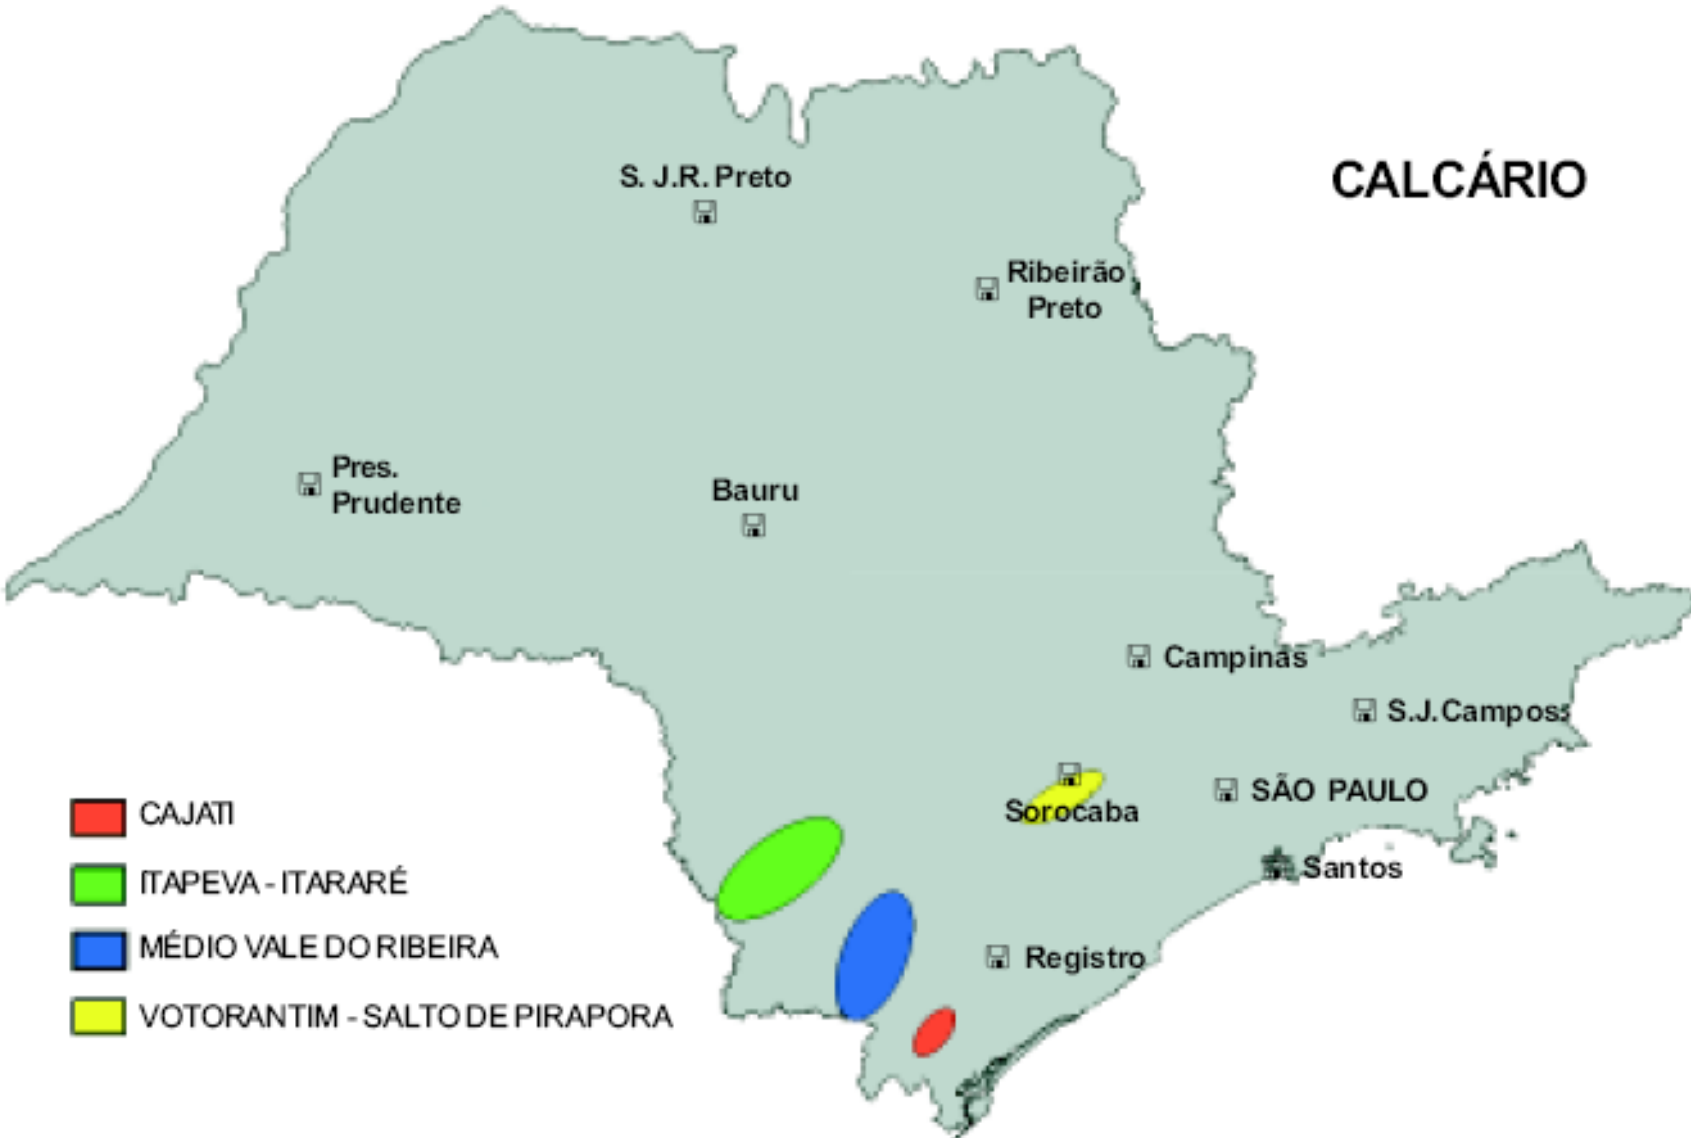 CALCÁRIO
S. J.R. Preto
Ribeirão
Preto
Pres.
Prudente
Bauru
Campinas
S.J.Campos
Sorocaba
SÃO PAULO
Santos
Registro
CAJATI
ITAPEVA - ITARARÉ
MÉDIO VALE DO RIBEIRA
VOTORANTIM - SALTO DE PIRAPORA